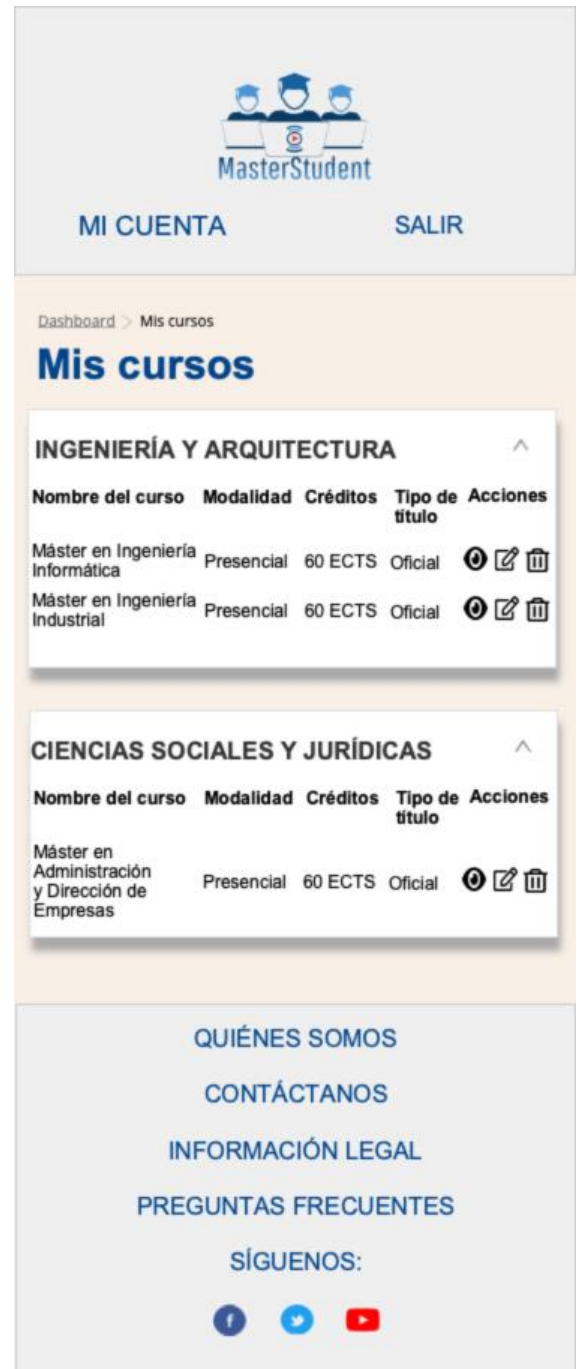 MasterStudent
MI CUENTA SALIR
Dashboard > Mis cursos
Mis cursos
INGENIERÍA Y ARQUITECTURA
Nombre del curso Modalidad Créditos Tipo de título Acciones
Máster en Ingeniería
Informática Presencial 60 ECTS Oficial
Máster en Ingeniería
Industrial Presencial 60 ECTS Oficial
CIENCIAS SOCIALES Y JURÍDICAS
Nombre del curso Modalidad Créditos Tipo de título Acciones
Máster en
Administración
y Dirección de
Empresas Presencial 60 ECTS Oficial
QUIÉNES SOMOS
CONTÁCTANOS
INFORMACIÓN LEGAL
PREGUNTAS FRECUENTES
SÍGUENOS: